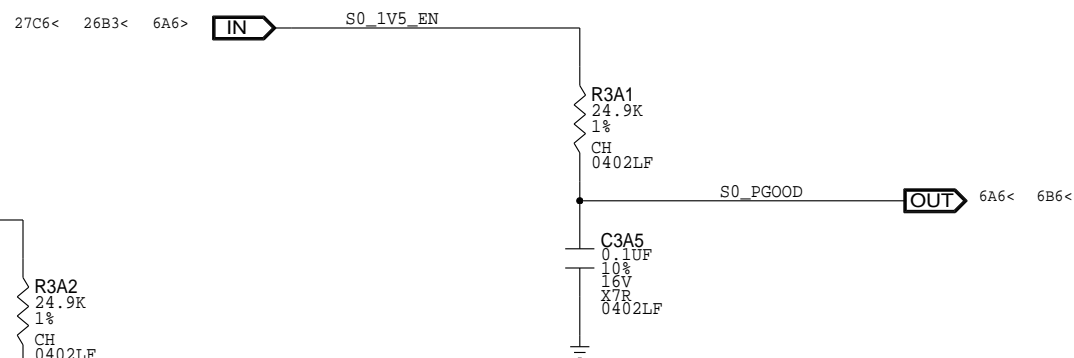 27C6< 26B3< 6A6> IN S0_1V5_EN
R3A1
24.9K
1%
CH
0402LF
S0_PGOOD OUT 6A6< 6B6<
C3A5
0.1UF
10%
16V
X7R
0402LF
R3A2
24.9K
1%
CH
0402LF